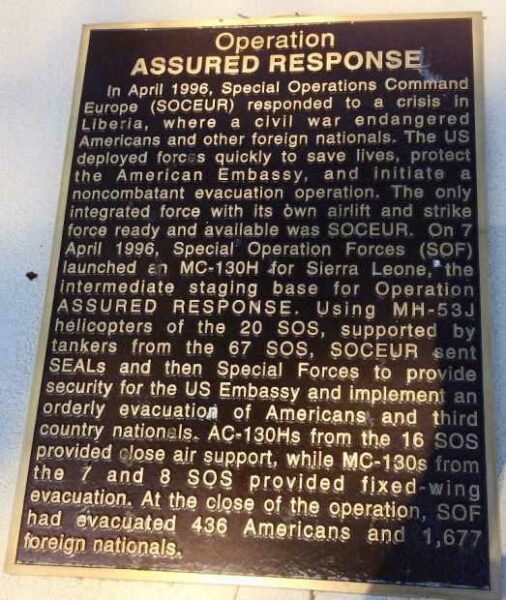 Operation
ASSURED RESPONSE
In April 1996, Special Operations Command
Europe (SOCEUR) responded to a crisis in
Liberia, where a civil war endangered
Americans and other foreign nationals. The US
deployed forces quickly to save lives, protect
the American Embassy, and initiate a
noncombatant evacuation operation. The only
integrated force with its own airlift and strike
force ready and available was SOCEUR. On 7
April 1996, Special Operation Forces (SOF)
launched an MC-130H for Sierra Leone, the
intermediate staging base for Operation
ASSURED RESPONSE. Using MH-53J
helicopters of the 20 SOS, supported by
tankers from the 67 SOS, SOCEUR sent
SEALs and then Special Forces to provide
security for the US Embassy and implement an
orderly evacuation of Americans and third
country nationals. AC-130Hs from the 16 SOS
provided close air support, while MC-130s from
the 7 and 8 SOS provided fixed-wing
evacuation. At the close of the operation, SOF
had evacuated 436 Americans and 1,677
foreign nationals.